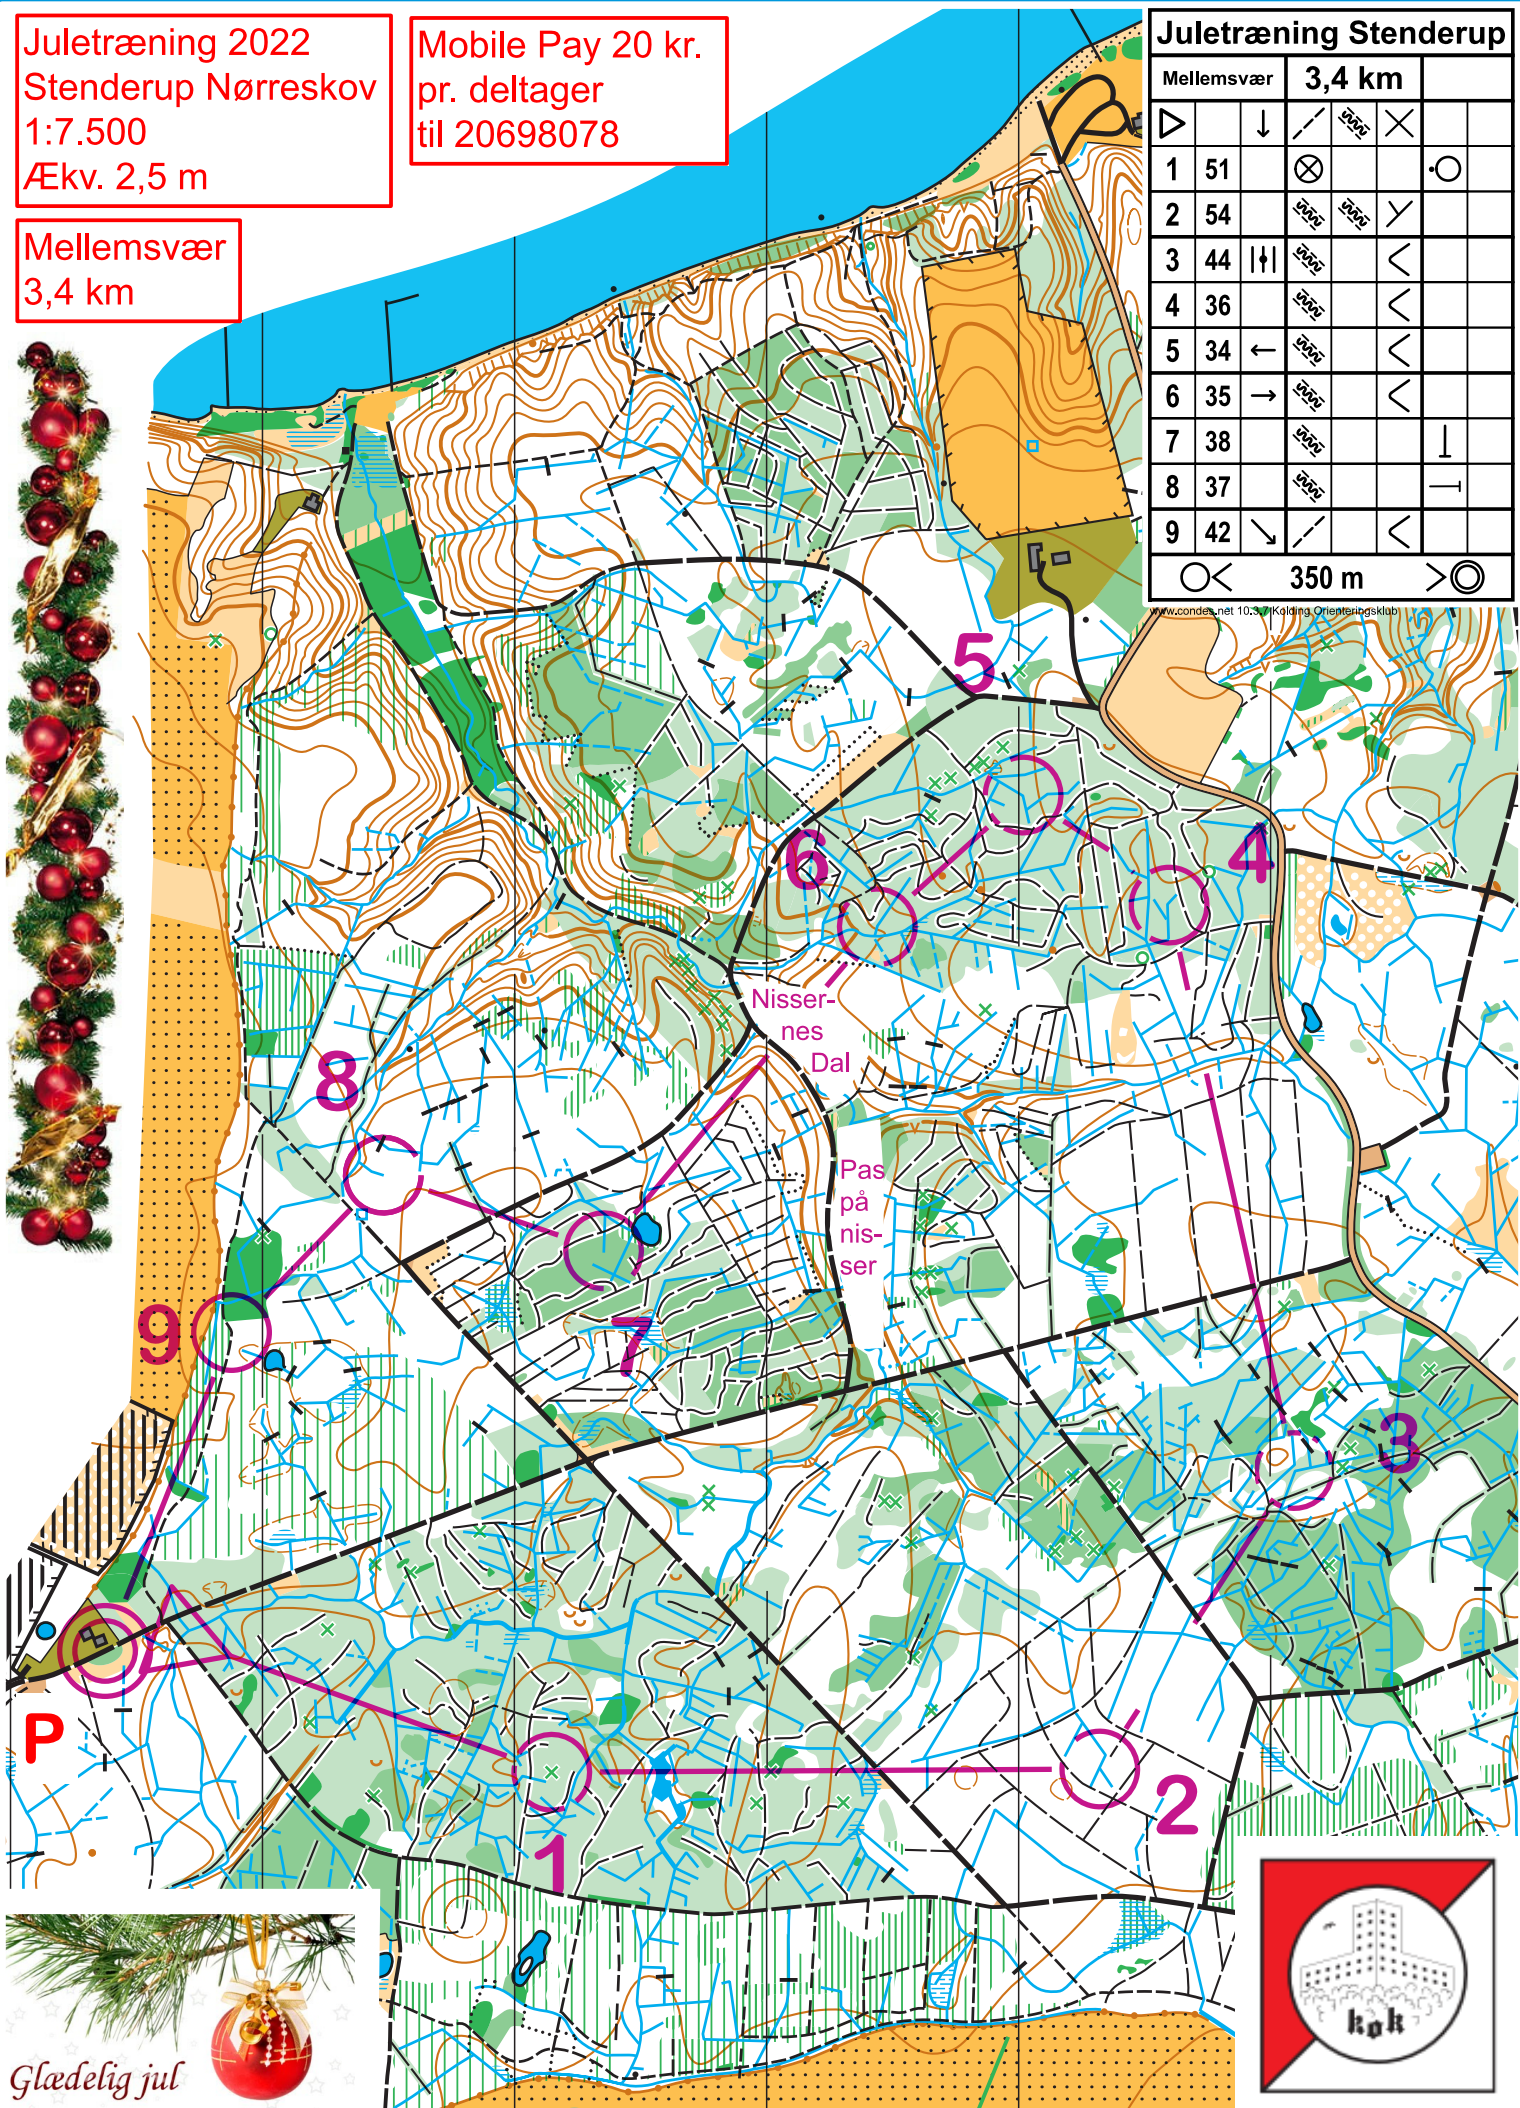 Juletræning 2022
Stenderup Nørreskov
1:7.500
Ækv. 2,5 m
Mobile Pay 20 kr.
pr. deltager
til 20698078
Mellemsvær
3,4 km
Juletræning Stenderup
Mellemsvær 3,4 km
1 51
2 54
3 44
4 36
5 34
6 35
7 38
8 37
9 42
350 m
www.condes.net 10.3.7 Kolding Orienteringsklub
5
4
6
Nisser-
nes
Dal
8
Pas
på
nis-
ser
9
7
3
P
2
1
Glædelig jul
kok